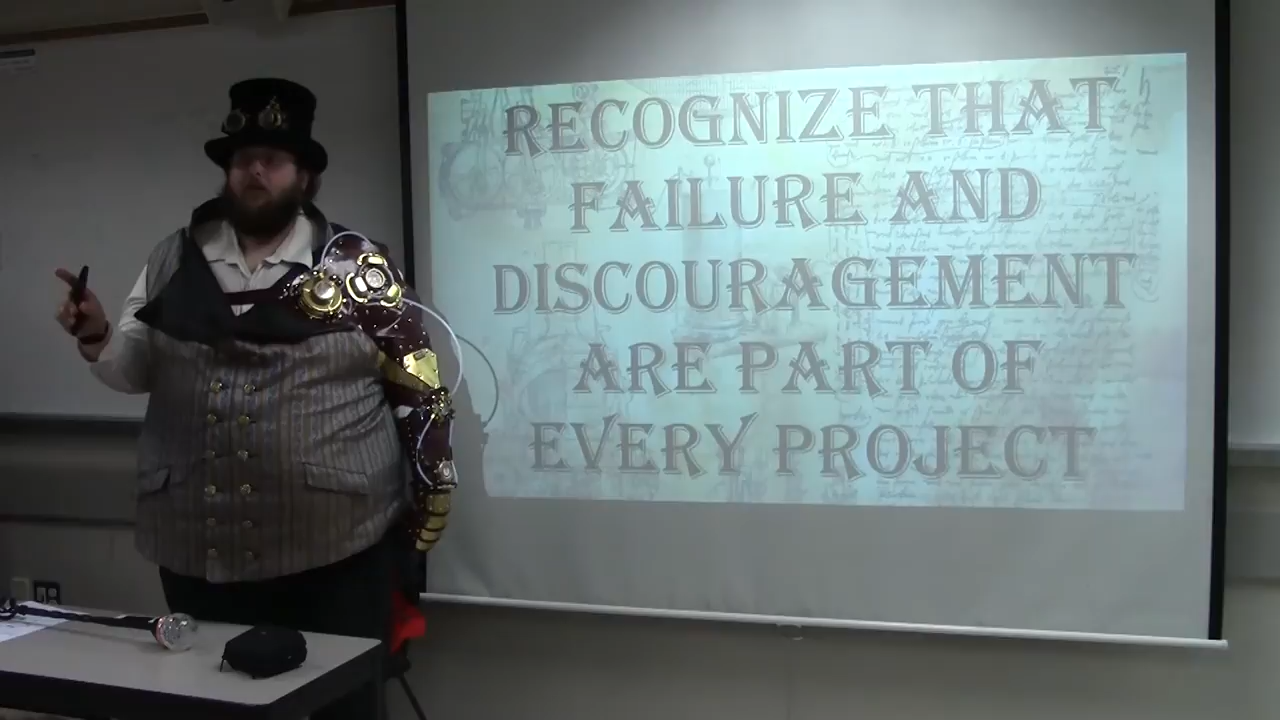 RECOGNIZE THAT
FAILURE AND
DISCOURAGEMENT
ARE PART OF
EVERY PROJECT